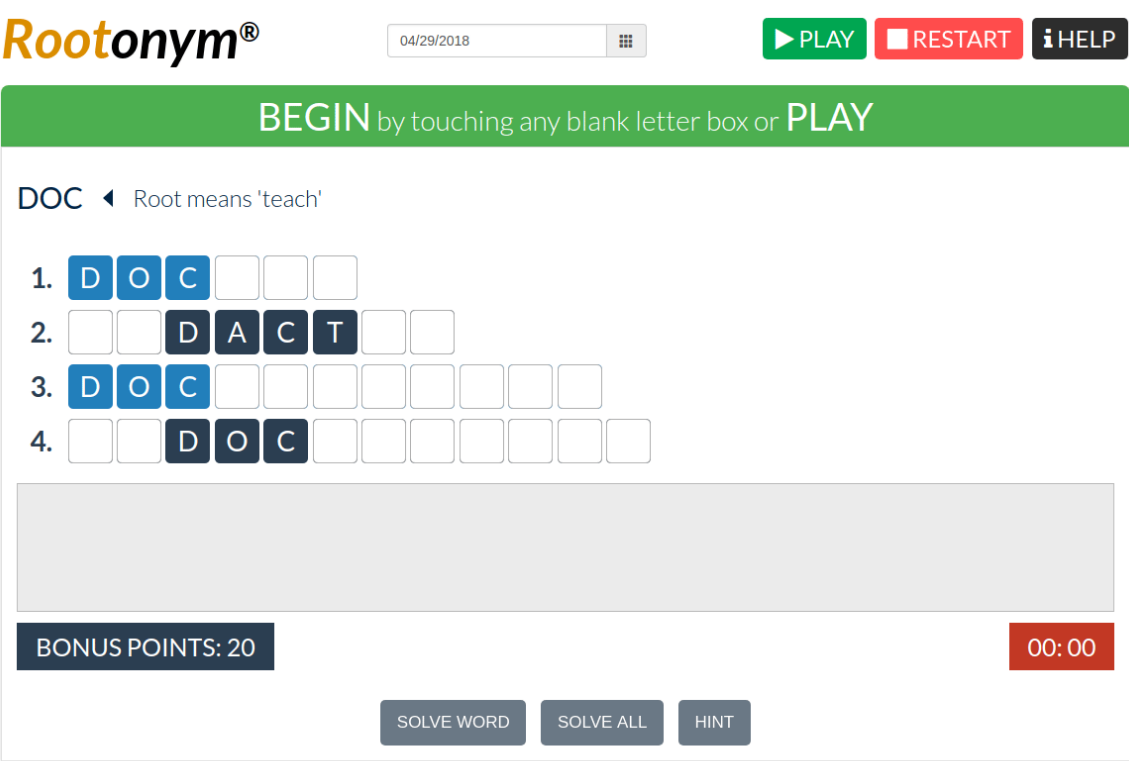 Rootonym®
04/29/2018
PLAY
RESTART
i HELP
BEGIN by touching any blank letter box or PLAY
DOC Root means 'teach'
1. D O C
2. D A C T
3. D O C
4. D O C
BONUS POINTS: 20
00: 00
SOLVE WORD
SOLVE ALL
HINT